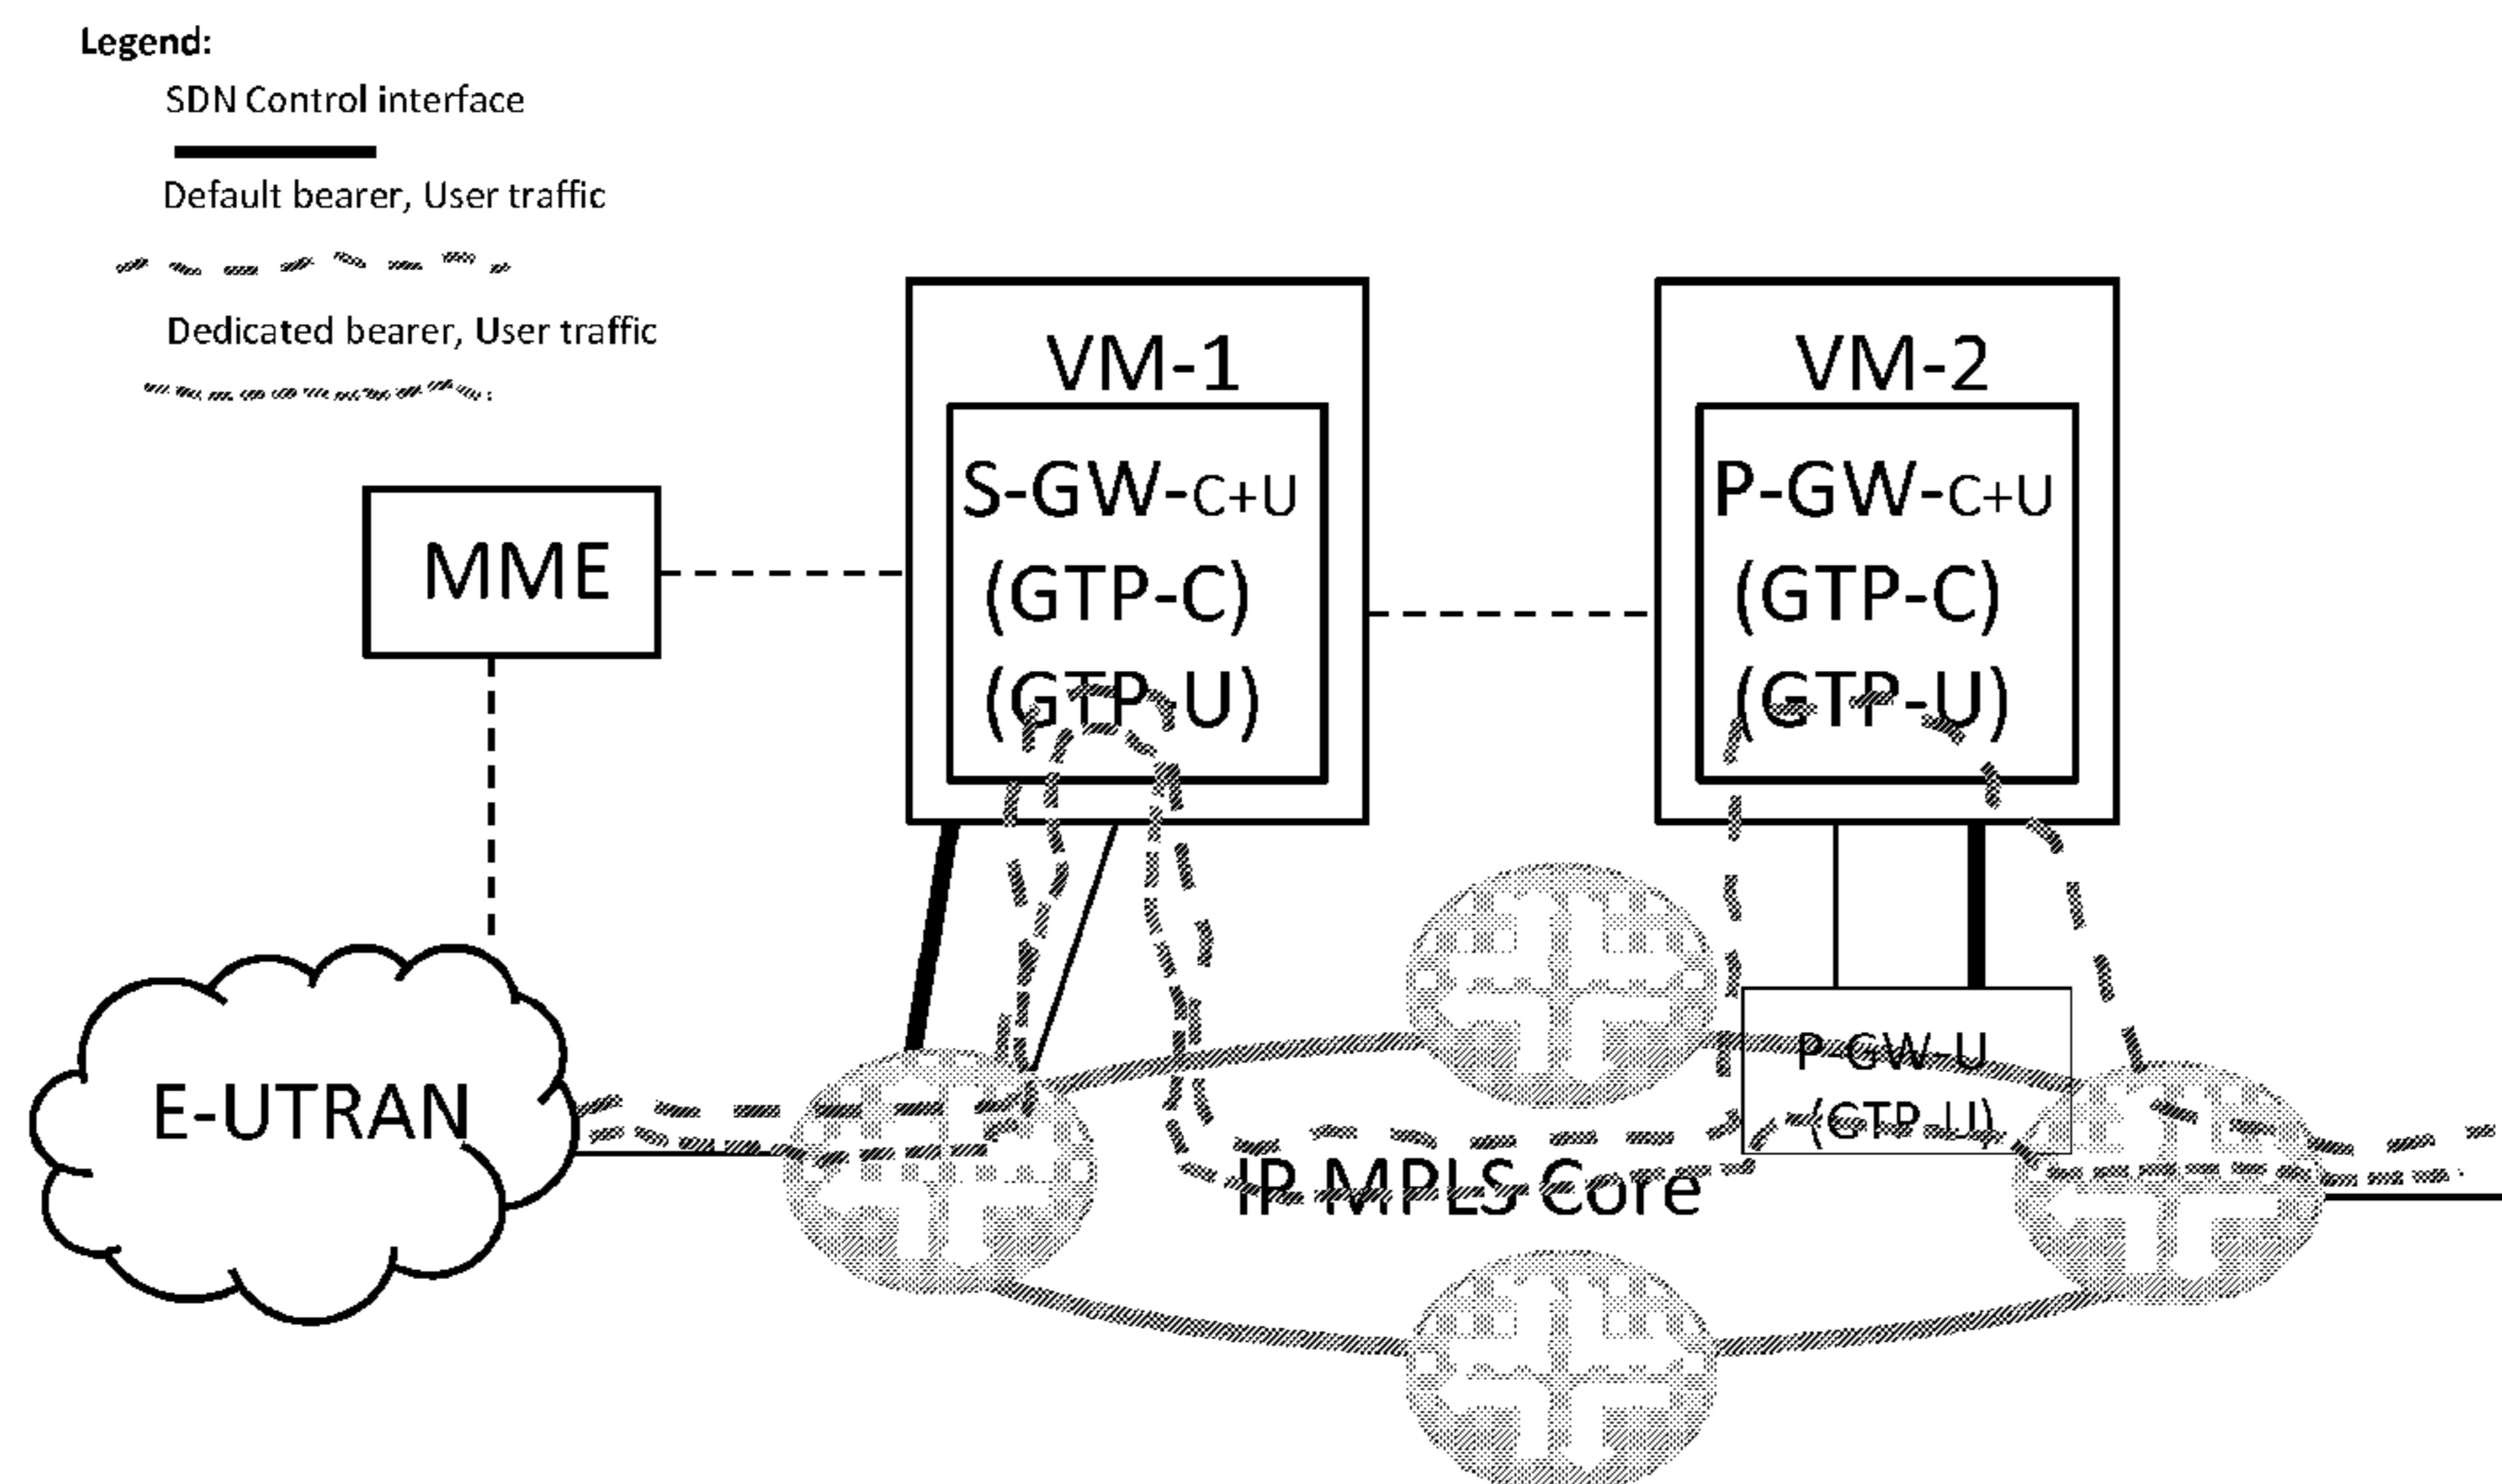 Legend:
SDN Control interface
Default bearer, User traffic
Dedicated bearer, User traffic
VM-1
VM-2
S-GW-C+U
(GTP-C)
(GTP-U)
P-GW-C+U
(GTP-C)
(GTP-U)
MME
E-UTRAN
P-GW-U
(GTP-U)
IP MPLS Core